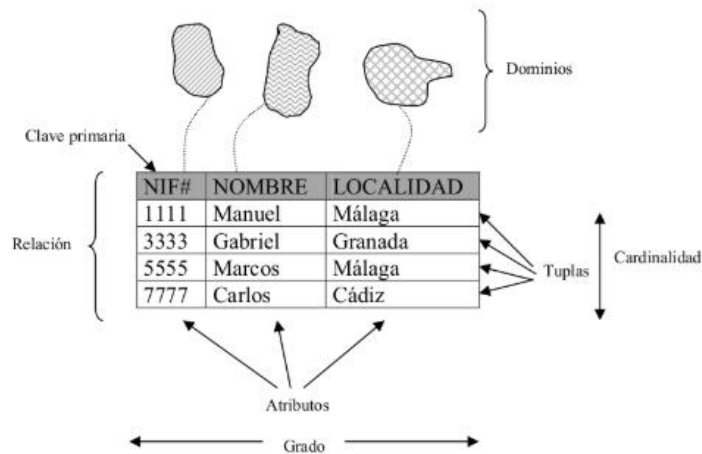 Dominios
Clave primaria
NIF# NOMBRE LOCALIDAD
1111 Manuel Málaga
3333 Gabriel Granada
5555 Marcos Málaga
7777 Carlos Cádiz
Relación
Tuplas
Cardinalidad
Atributos
Grado